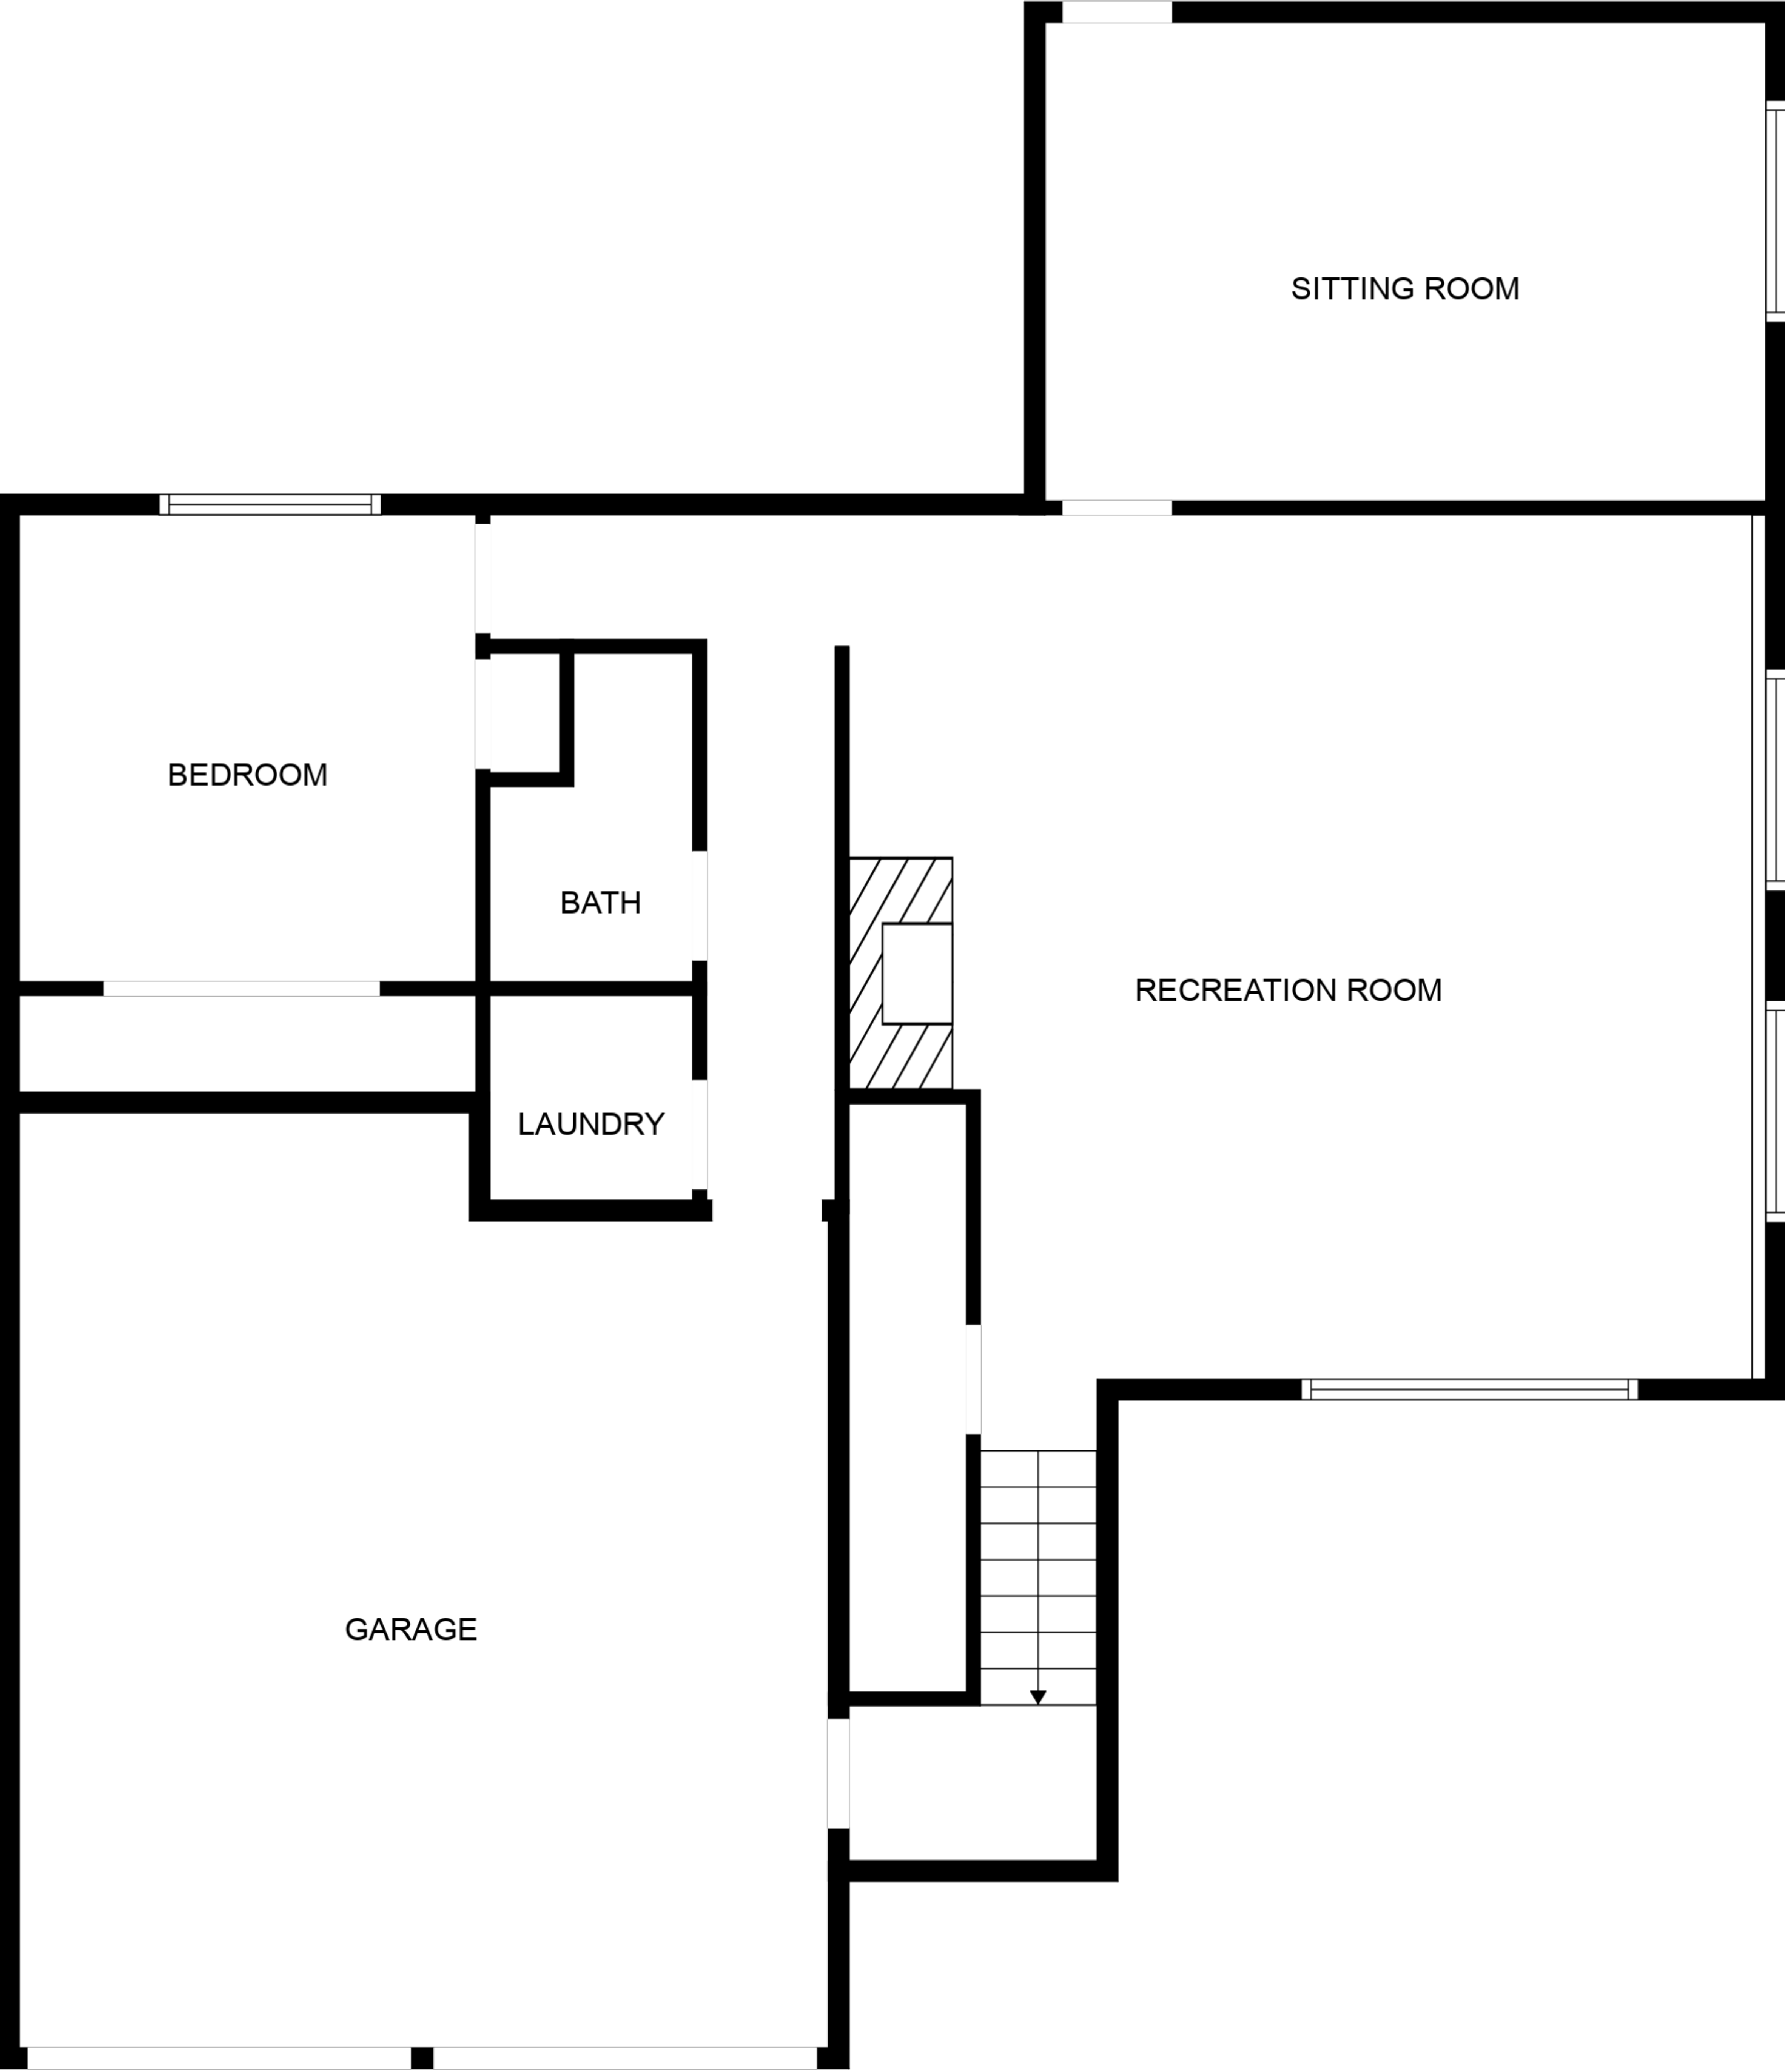 SITTING ROOM
BEDROOM
BATH
RECREATION ROOM
LAUNDRY
GARAGE